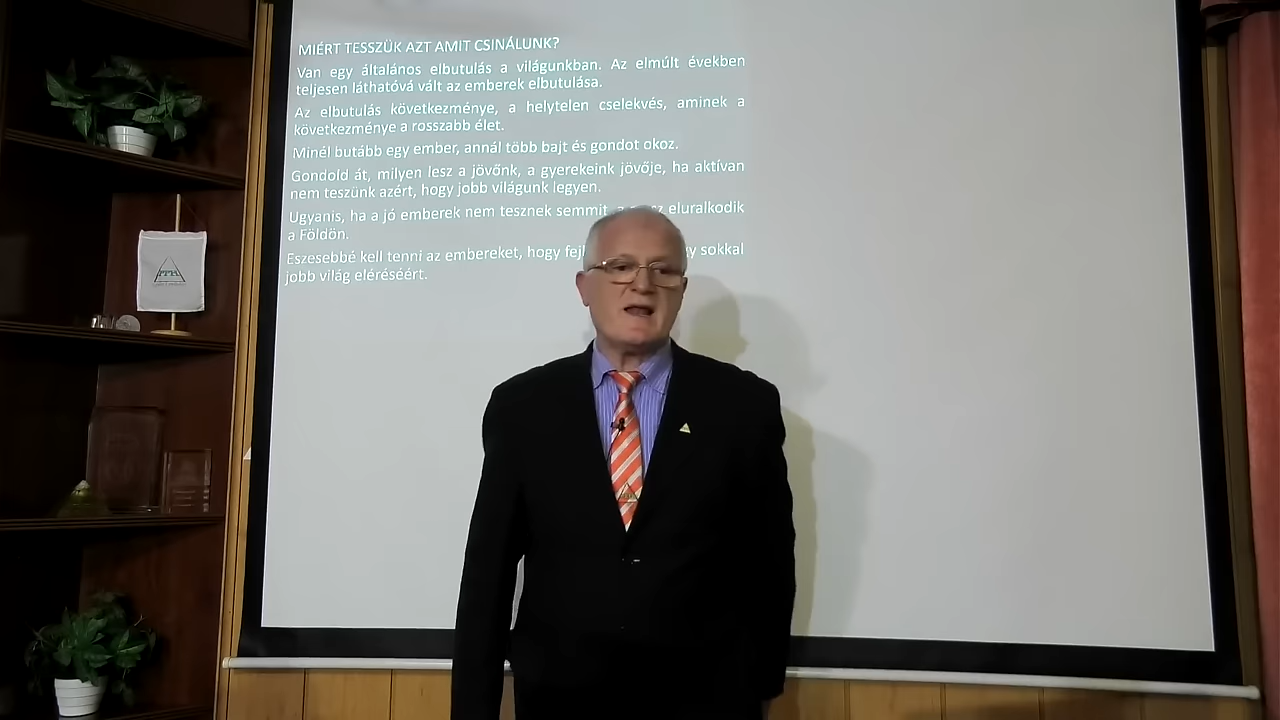 MIÉRT TESSZÜK AZT AMIT CSINÁLUNK?
Van egy általános elbutulás a világunkban. Az elmúlt években
teljesen láthatóvá vált az emberek elbutulása.
Az elbutulás következménye, a helytelen cselekvés, aminek a
következménye a rosszabb élet.
Minél butább egy ember, annál több bajt és gondot okoz.
Gondold át, milyen lesz a jövőnk, a gyerekeink jövője, ha aktívan
nem teszünk azért, hogy jobb világunk legyen.
Ugyanis, ha a jó emberek nem tesznek semmit, eluralkodik
a Földön.
Eszesebbé kell tenni az embereket, hogy sokkal
jobb világ eléréséért.